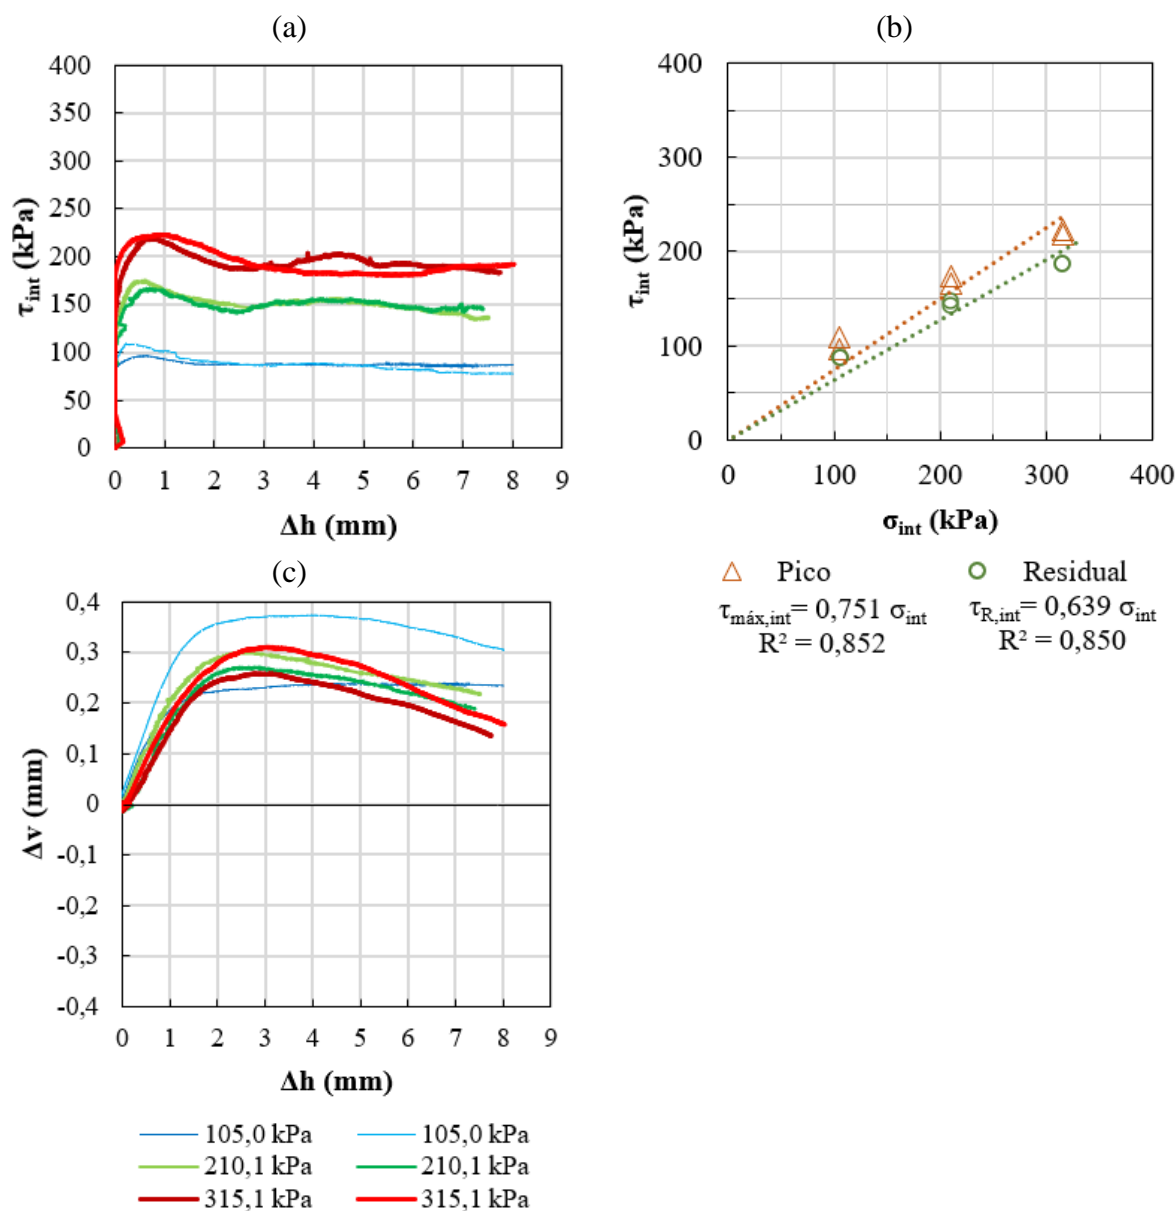 (a)
400
350
300
250
200
150
100
50
0
τint (kPa)
0 1 2 3 4 5 6 7 8 9
Δh (mm)
(b)
400
300
200
100
0
τint (kPa)
0 100 200 300 400
σint (kPa)
Pico Residual
τmáx,int= 0,751 σint τR,int= 0,639 σint
R² = 0,852 R² = 0,850
(c)
0,4
0,3
0,2
0,1
0
-0,1
-0,2
-0,3
-0,4
Δv (mm)
0 1 2 3 4 5 6 7 8 9
Δh (mm)
105,0 kPa 105,0 kPa
210,1 kPa 210,1 kPa
315,1 kPa 315,1 kPa